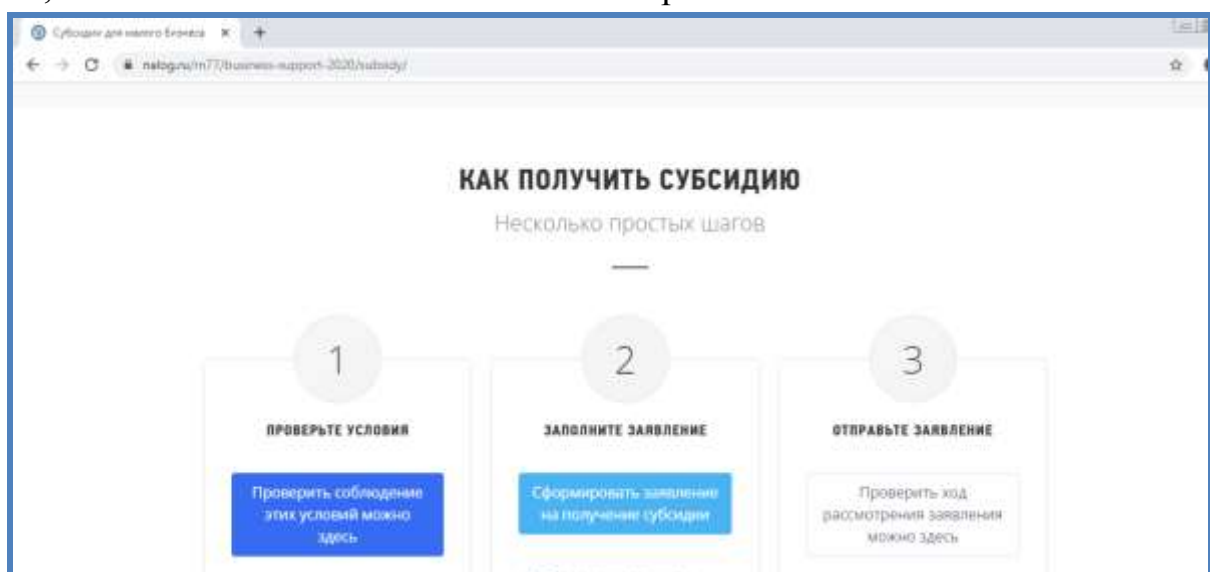 Субсидии для малого бизнеса
nalog.ru/rn77/business-support-2020/subsidy/
КАК ПОЛУЧИТЬ СУБСИДИЮ
Несколько простых шагов
1
2
3
ПРОВЕРЬТЕ УСЛОВИЯ
ЗАПОЛНИТЕ ЗАЯВЛЕНИЕ
ОТПРАВЬТЕ ЗАЯВЛЕНИЕ
Проверить соблюдение
этих условий можно
здесь
Сформировать заявление
на получение субсидии
Проверить ход
рассмотрения заявления
можно здесь